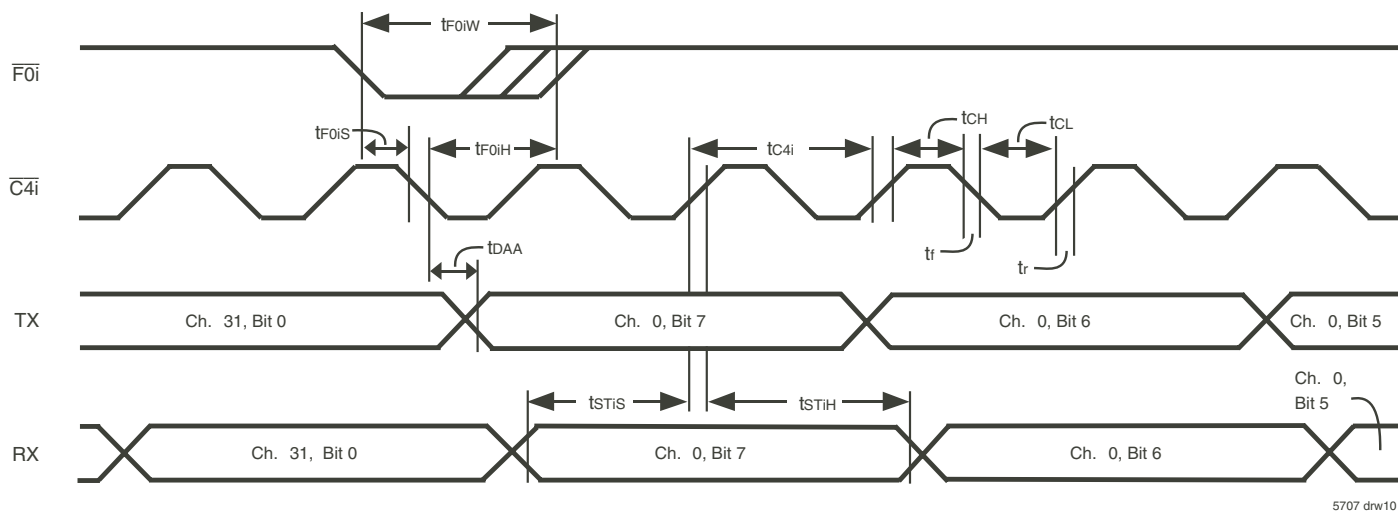 tF0iW
F0i
tF0iS
tF0iH
tC4i
tCH
tCL
C4i
tDAA
tf
tr
TX
Ch. 31, Bit 0
Ch. 0, Bit 7
Ch. 0, Bit 6
Ch. 0, Bit 5
tSTiS
tSTiH
Ch. 0,
Bit 5
RX
Ch. 31, Bit 0
Ch. 0, Bit 7
Ch. 0, Bit 6
5707 drw10